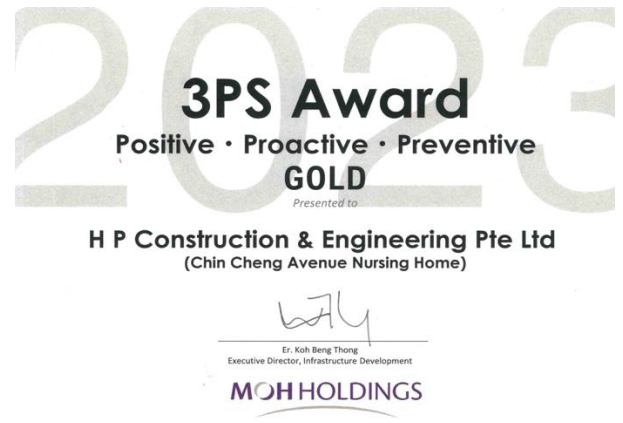 2023
3PS Award
Positive • Proactive • Preventive
GOLD
Presented to
H P Construction & Engineering Pte Ltd
(Chin Cheng Avenue Nursing Home)
Er. Koh Beng Thong
Executive Director, Infrastructure Development
MOH HOLDINGS